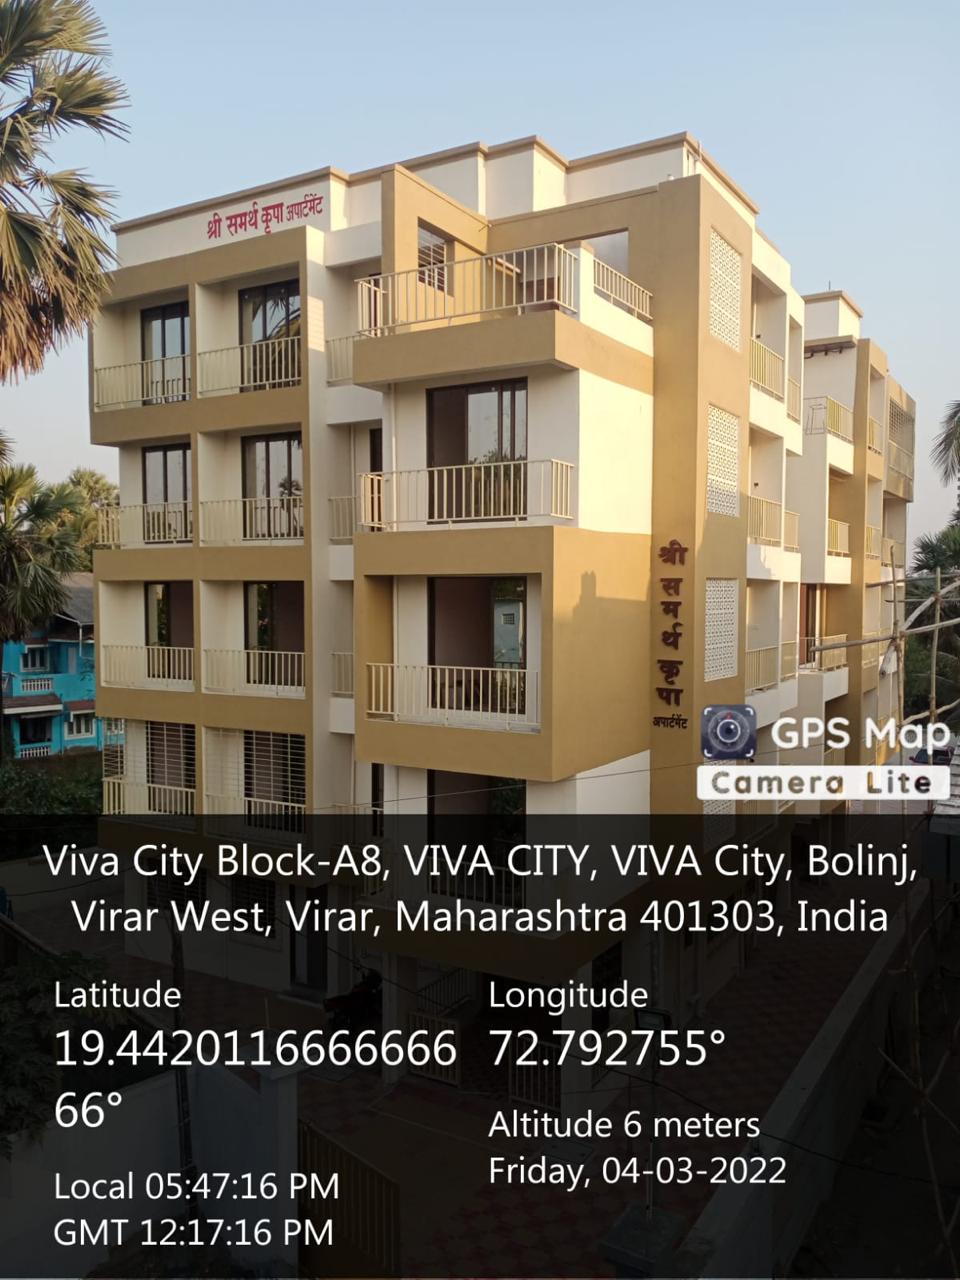 श्री समर्थ कृपा अपार्टमेंट
श्री
स
म
र्थ
कृ
पा
अपार्टमेंट
GPS Map
Camera Lite
Viva City Block-A8, VIVA CITY, VIVA City, Bolinj,
Virar West, Virar, Maharashtra 401303, India
Latitude
19.4420116666666
66°
Longitude
72.792755°
Altitude 6 meters
Friday, 04-03-2022
Local 05:47:16 PM
GMT 12:17:16 PM